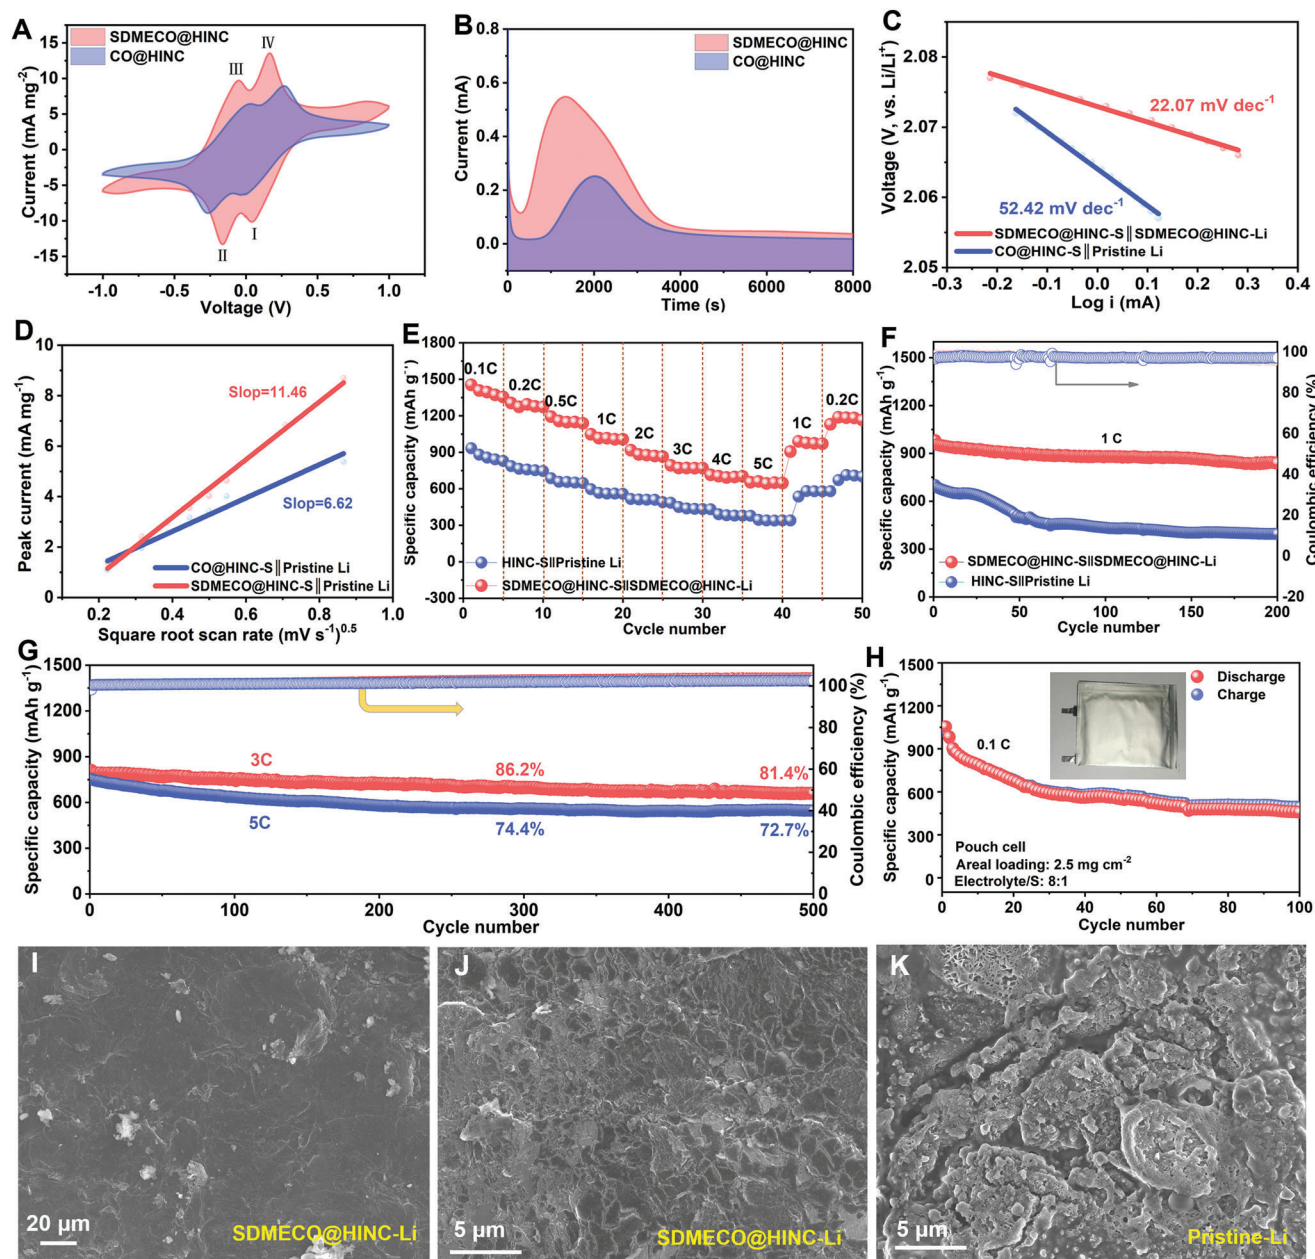 A
SDMECO@HINC
CO@HINC
I
II
III
IV
15
10
5
0
-5
-10
-15
-1.0
-0.5
0.0
0.5
1.0
Current (mA mg⁻²)
Voltage (V)
B
SDMECO@HINC
CO@HINC
0.8
0.6
0.4
0.2
0.0
0
2000
4000
6000
8000
Current (mA)
Time (s)
C
22.07 mV dec⁻¹
52.42 mV dec⁻¹
SDMECO@HINC-S║SDMECO@HINC-Li
CO@HINC-S║Pristine Li
2.08
2.07
2.06
2.05
-0.3
-0.2
-0.1
0.0
0.1
0.2
0.3
0.4
Voltage (V, vs. Li/Li⁺)
Log i (mA)
D
Slop=11.46
Slop=6.62
CO@HINC-S║Pristine Li
SDMECO@HINC-S║Pristine Li
10
8
6
4
2
0
0.2
0.4
0.6
0.8
1.0
Peak current (mA mg⁻¹)
Square root scan rate (mV s⁻¹)⁰·⁵
E
0.1C
0.2C
0.5C
1C
2C
3C
4C
5C
1C
0.2C
HINC-S||Pristine Li
SDMECO@HINC-S||SDMECO@HINC-Li
1800
1500
1200
900
600
300
0
-300
0
10
20
30
40
50
Specific capacity (mAh g⁻¹)
Cycle number
F
1 C
SDMECO@HINC-S||SDMECO@HINC-Li
HINC-S||Pristine Li
1500
1200
900
600
300
0
100
80
60
40
20
0
-20
0
50
100
150
200
Specific capacity (mAh g⁻¹)
Coulombic efficiency (%)
Cycle number
G
3C
86.2%
81.4%
5C
74.4%
72.7%
1500
1200
900
600
300
0
100
80
60
40
20
0
0
100
200
300
400
500
Specific capacity (mAh g⁻¹)
Coulombic efficiency (%)
Cycle number
H
Discharge
Charge
0.1 C
Pouch cell
Areal loading: 2.5 mg cm⁻²
Electrolyte/S: 8:1
1500
1200
900
600
300
0
0
20
40
60
80
100
Specific capacity (mAh g⁻¹)
Cycle number
I
20 µm
SDMECO@HINC-Li
J
5 µm
SDMECO@HINC-Li
K
5 µm
Pristine-Li